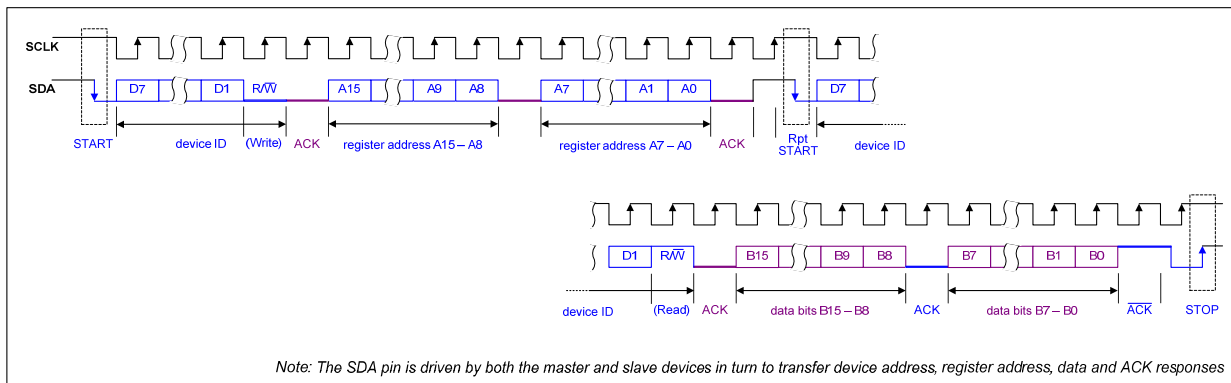 SCLK
SDA D7 D1 R/W̅ A15 A9 A8 A7 A1 A0 D7
START device ID (Write) ACK register address A15 – A8 register address A7 – A0 ACK Rpt START device ID
D1 R/W̅ B15 B9 B8 B7 B1 B0
device ID (Read) ACK data bits B15 – B8 ACK data bits B7 – B0 A̅C̅K̅ STOP
Note: The SDA pin is driven by both the master and slave devices in turn to transfer device address, register address, data and ACK responses